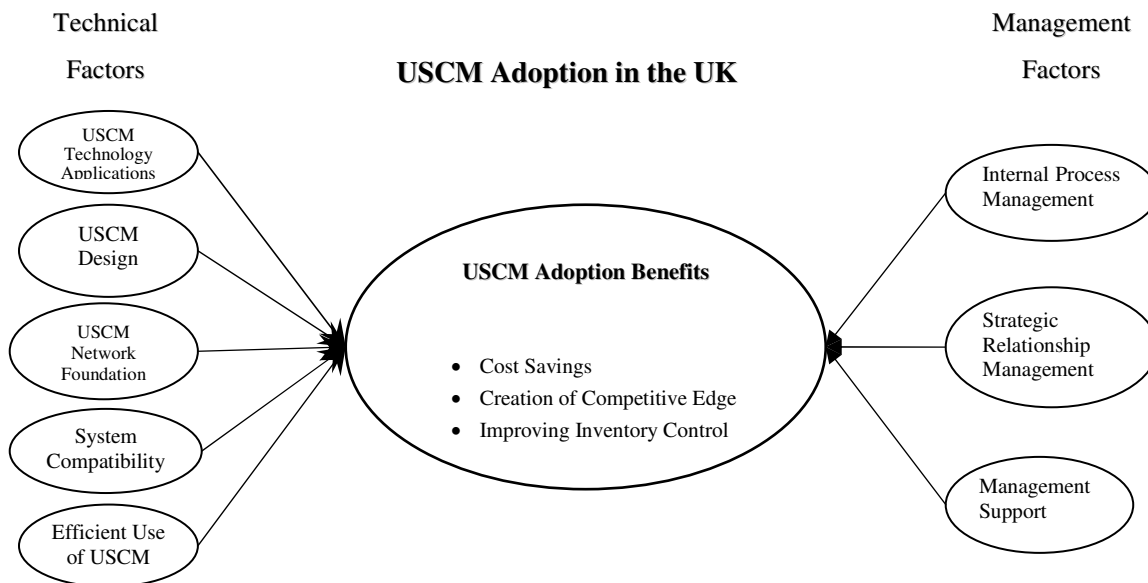 Technical
Factors
USCM Adoption in the UK
Management
Factors
USCM
Technology
Applications
USCM
Design
USCM
Network
Foundation
System
Compatibility
Efficient Use
of USCM
USCM Adoption Benefits
• Cost Savings
• Creation of Competitive Edge
• Improving Inventory Control
Internal Process
Management
Strategic
Relationship
Management
Management
Support